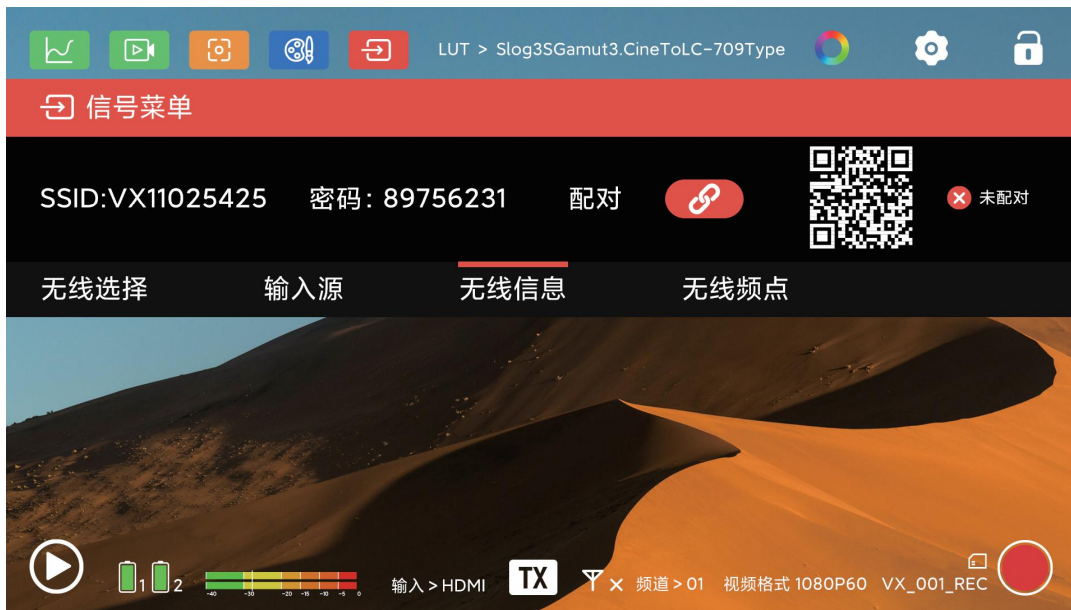 LUT > Slog3SGamut3.CineToLC-709Type
信号菜单
SSID:VX11025425 密码: 89756231 配对 未配对
无线选择 输入源 无线信息 无线频点
1 2 -40 -30 -20 -15 -10 -5 0 输入 > HDMI TX 频道 > 01 视频格式 1080P60 VX_001_REC